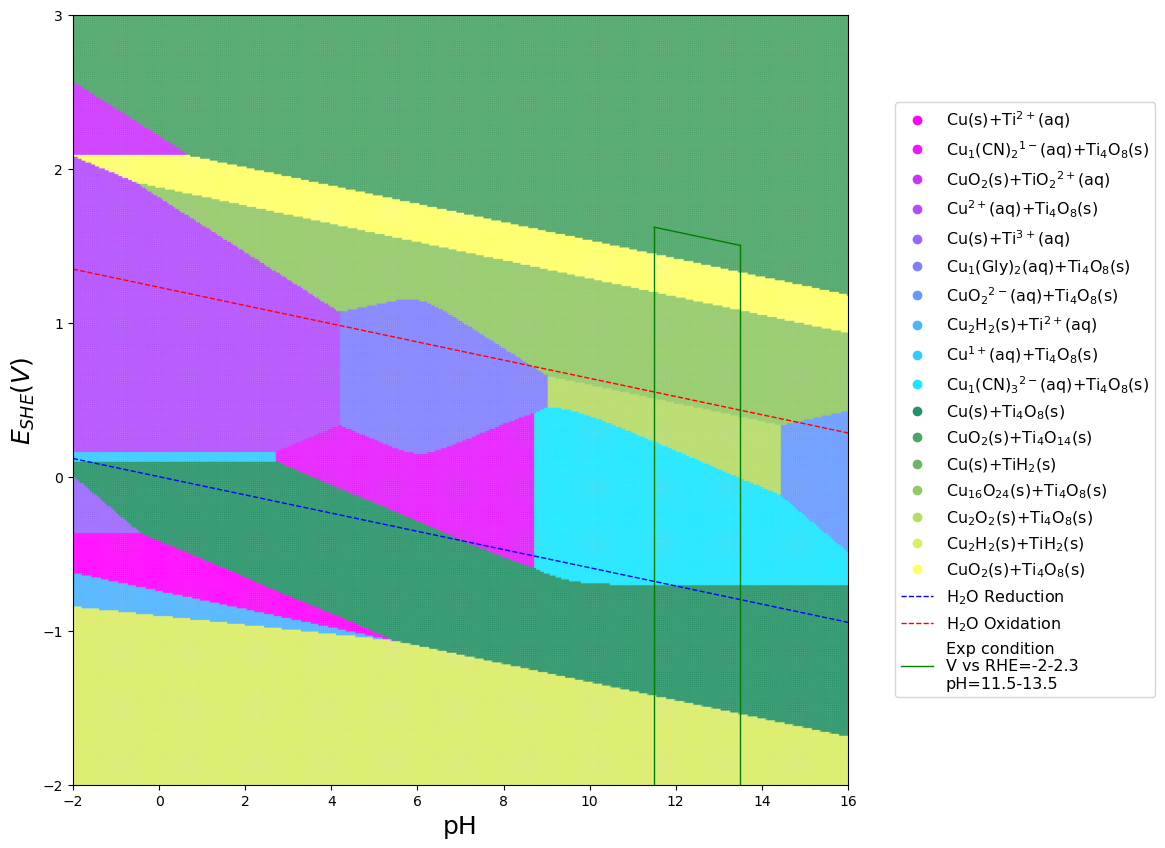 3
2
1
0
−1
−2
E_SHE(V)
−2 0 2 4 6 8 10 12 14 16
pH
Cu(s)+Ti²⁺(aq)
Cu₁(CN)₂¹⁻(aq)+Ti₄O₈(s)
CuO₂(s)+TiO₂²⁺(aq)
Cu²⁺(aq)+Ti₄O₈(s)
Cu(s)+Ti³⁺(aq)
Cu₁(Gly)₂(aq)+Ti₄O₈(s)
CuO₂²⁻(aq)+Ti₄O₈(s)
Cu₂H₂(s)+Ti²⁺(aq)
Cu¹⁺(aq)+Ti₄O₈(s)
Cu₁(CN)₃²⁻(aq)+Ti₄O₈(s)
Cu(s)+Ti₄O₈(s)
CuO₂(s)+Ti₄O₁₄(s)
Cu(s)+TiH₂(s)
Cu₁₆O₂₄(s)+Ti₄O₈(s)
Cu₂O₂(s)+Ti₄O₈(s)
Cu₂H₂(s)+TiH₂(s)
CuO₂(s)+Ti₄O₈(s)
H₂O Reduction
H₂O Oxidation
Exp condition
V vs RHE=-2-2.3
pH=11.5-13.5